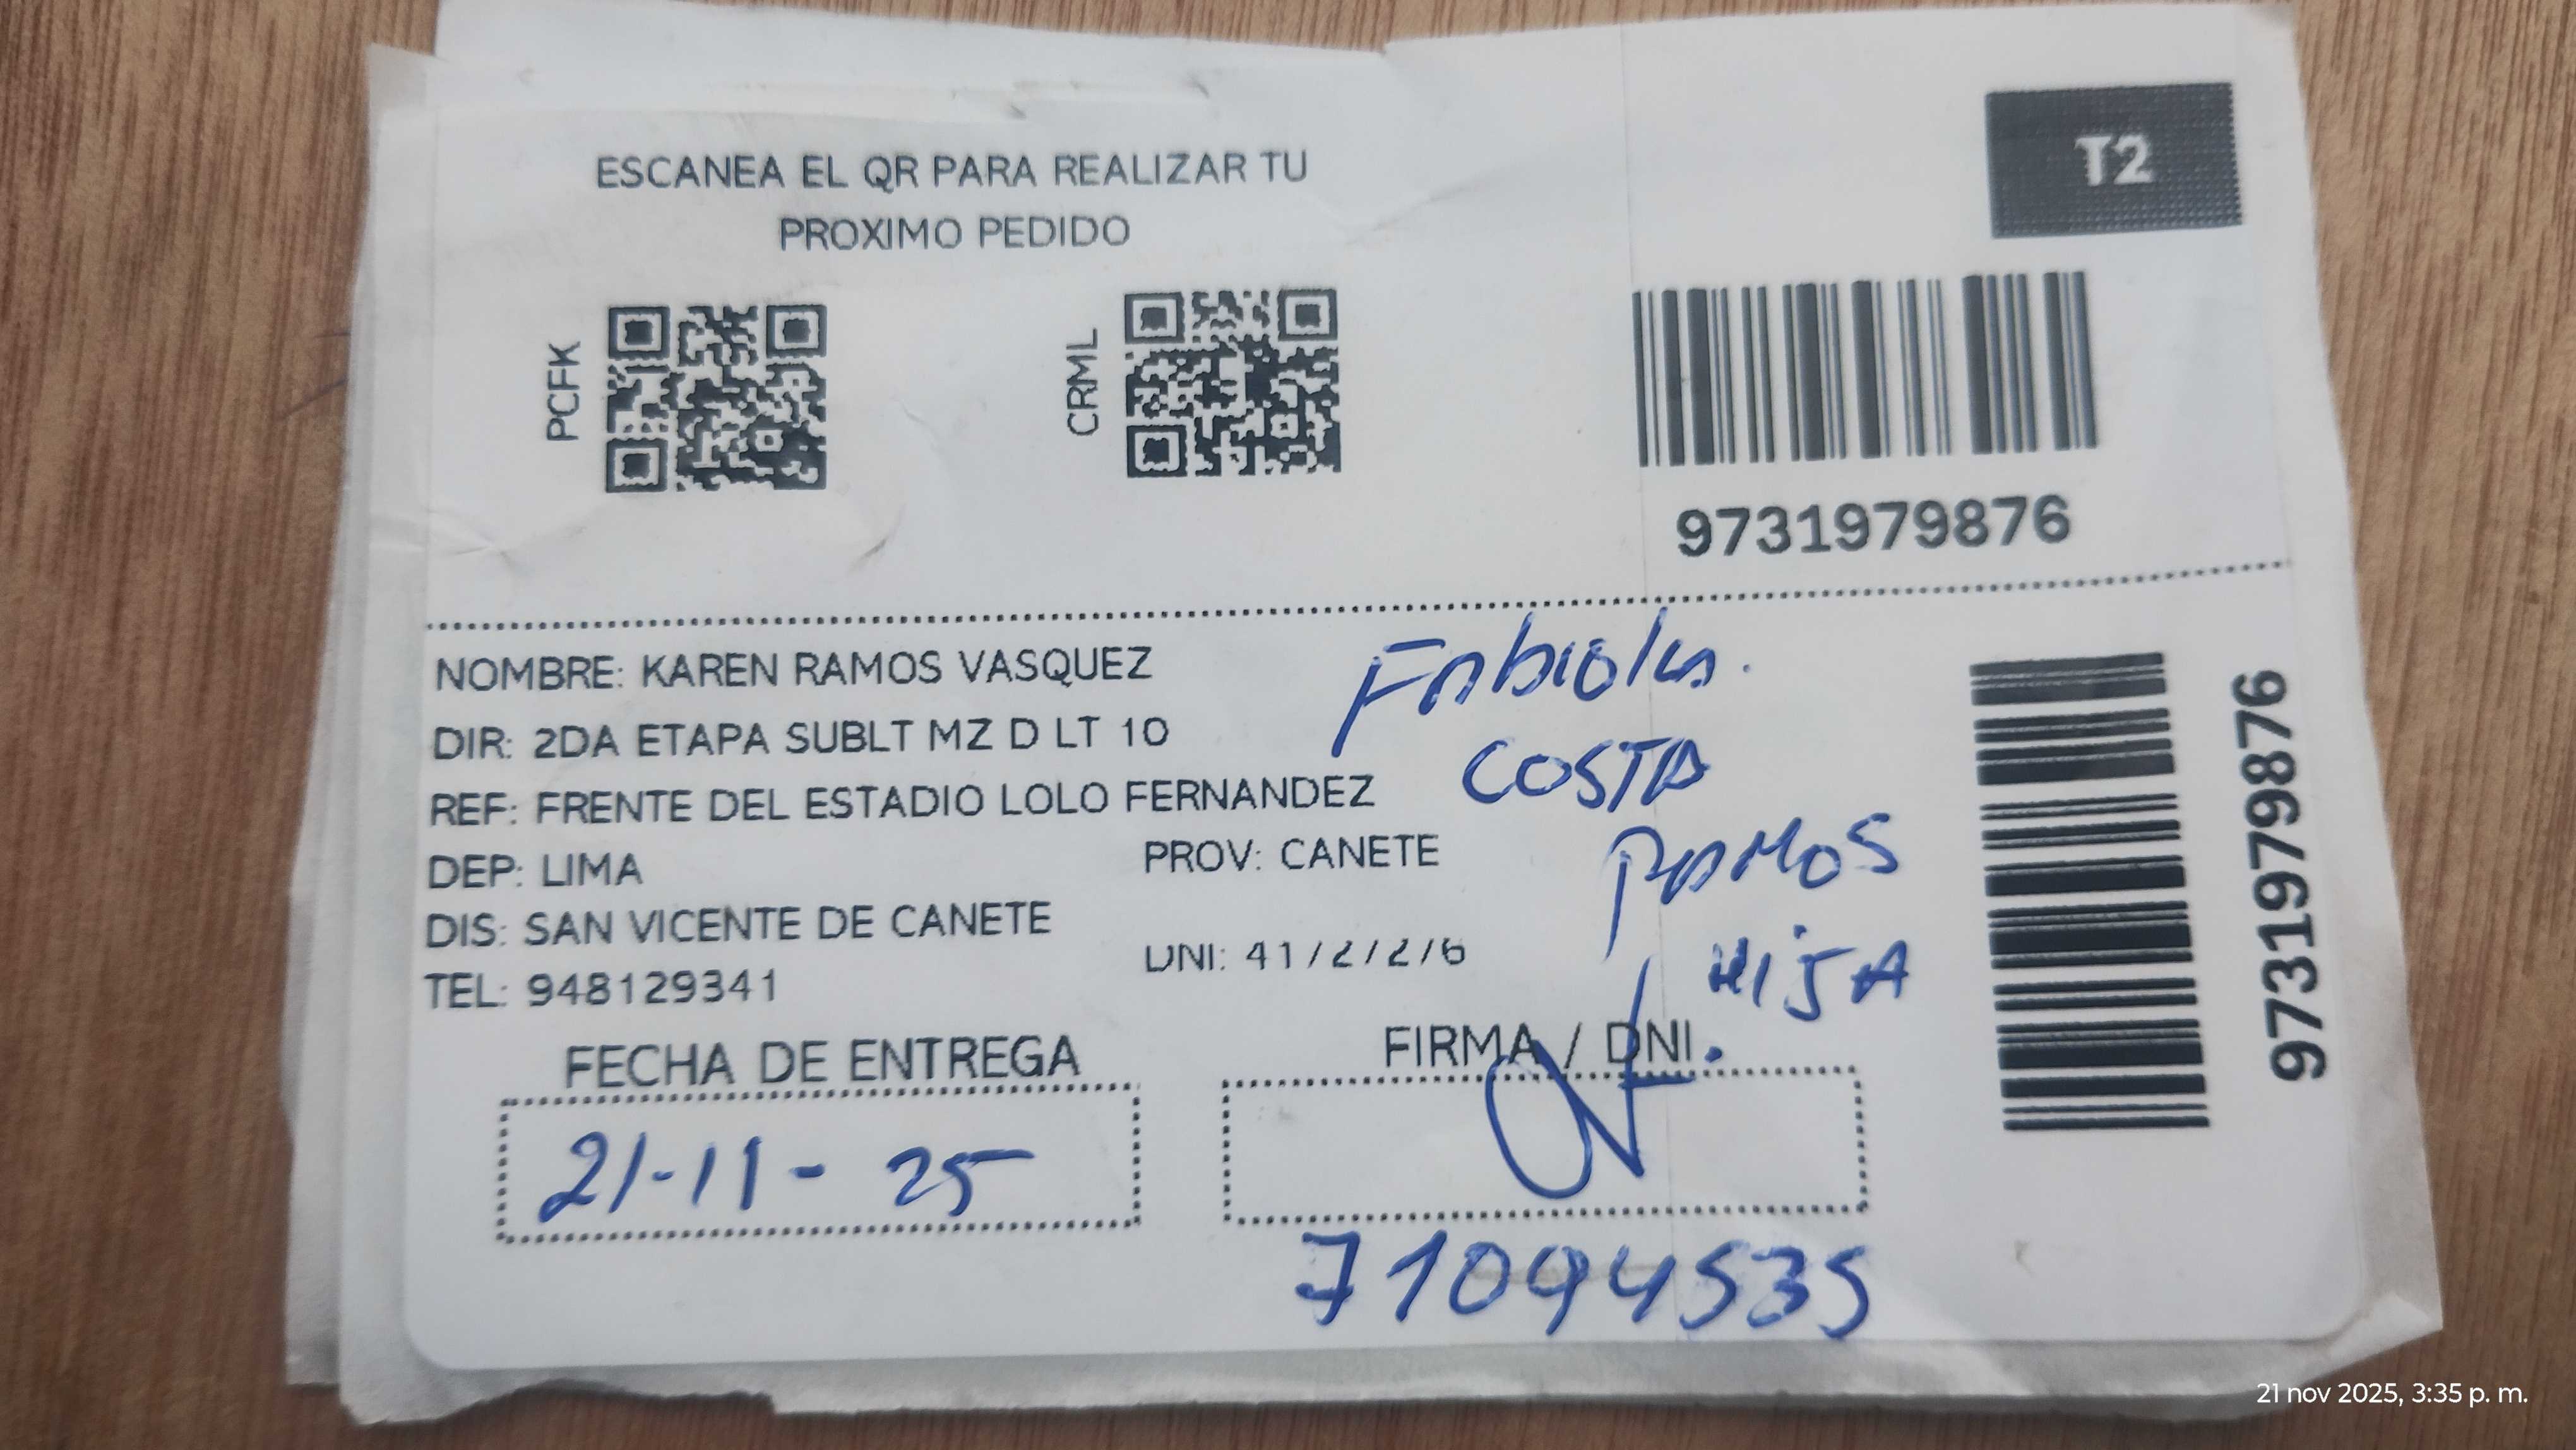 ESCANEA EL QR PARA REALIZAR TU
PROXIMO PEDIDO
T2
PCFK
CRML
9731979876
NOMBRE: KAREN RAMOS VASQUEZ
DIR: 2DA ETAPA SUBLT MZ D LT 10
REF: FRENTE DEL ESTADIO LOLO FERNANDEZ
DEP: LIMA
PROV: CANETE
DIS: SAN VICENTE DE CANETE
DNI:
TEL: 948129341
Fabiola
COSTA
RAMOS
HIJA
9731979876
FECHA DE ENTREGA
FIRMA / DNI.
21-11-25
71094535
21 nov 2025, 3:35 p. m.